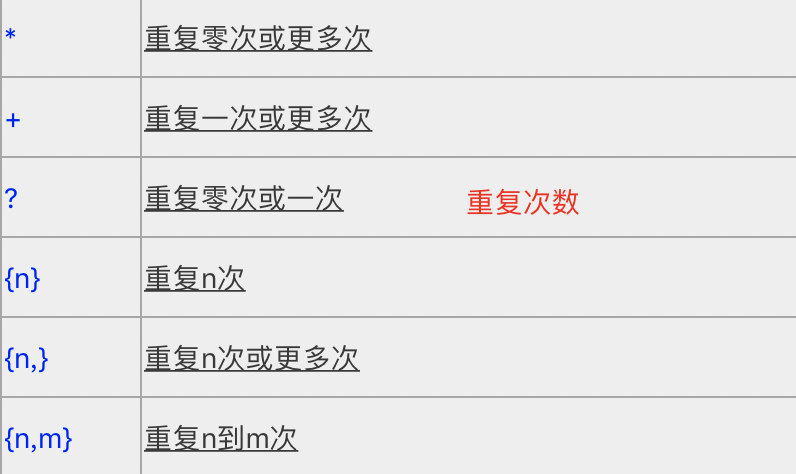 * 重复零次或更多次
+ 重复一次或更多次
? 重复零次或一次 重复次数
{n} 重复n次
{n,} 重复n次或更多次
{n,m} 重复n到m次